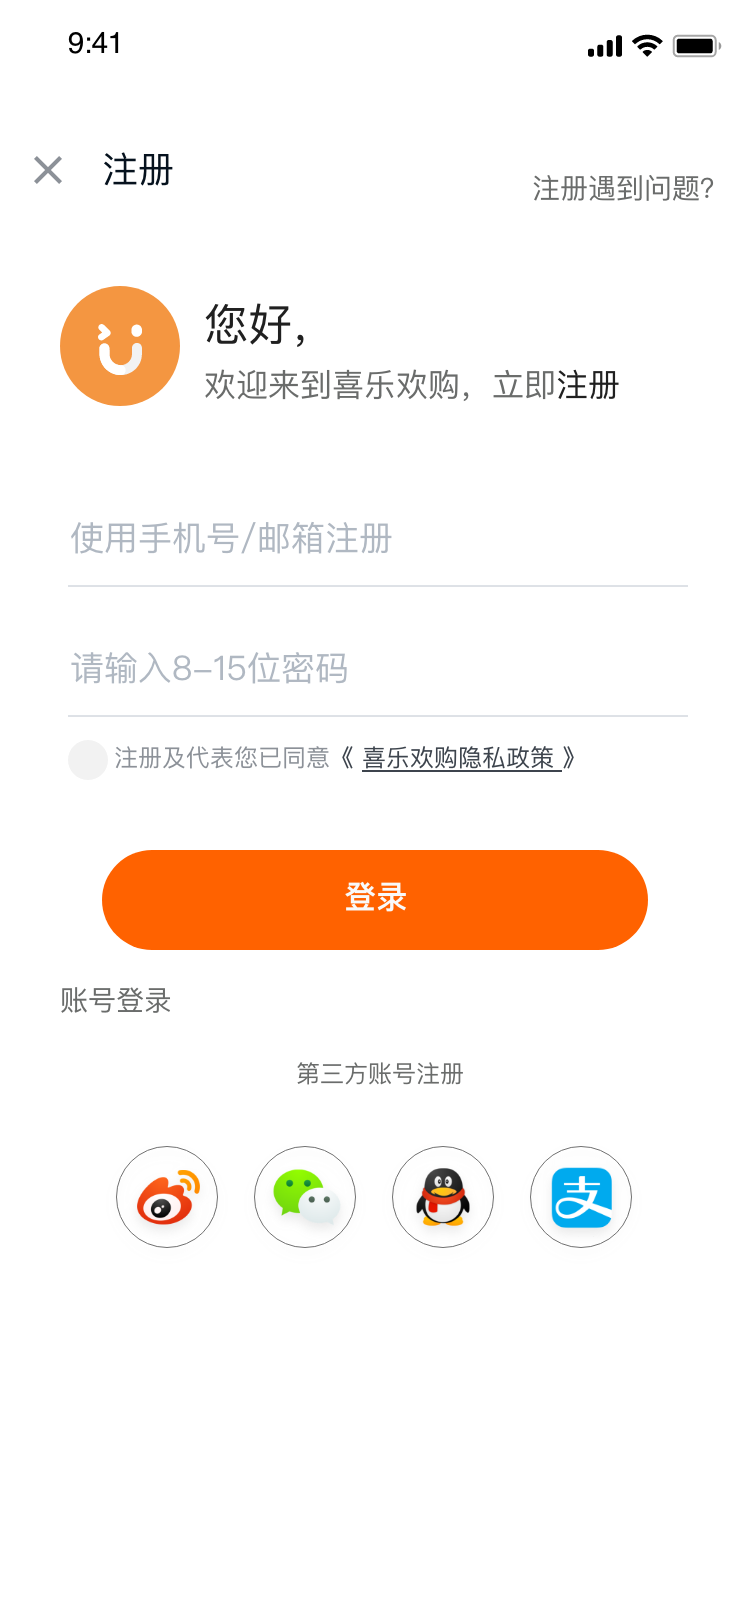 9:41
注册
注册遇到问题?
您好,
欢迎来到喜乐欢购，立即注册
使用手机号/邮箱注册
请输入8-15位密码
注册及代表您已同意《 喜乐欢购隐私政策 》
登录
账号登录
第三方账号注册
支